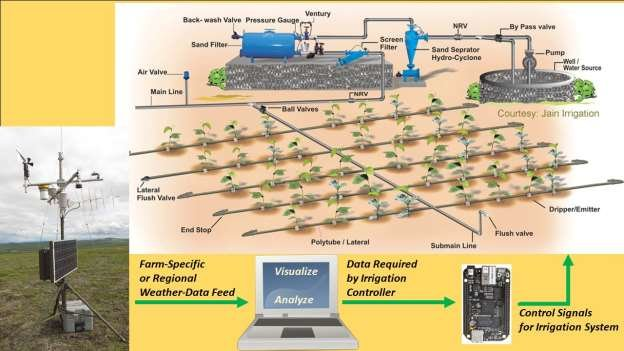 Back- wash Valve
Pressure Gauge
Ventury
Sand Filter
Screen
Filter
Sand Seprator
Hydro-Cyclone
NRV
By Pass valve
Pump
Well /
Water Source
Air Valve
Main Line
NRV
Ball Valves
Courtesy: Jain Irrigation
Lateral
Flush Valve
End Stop
Polytube / Lateral
Submain Line
Flush valve
Dripper/Emitter
Farm-Specific
or Regional
Weather-Data Feed
Visualize
Analyze
Data Required
by Irrigation
Controller
Control Signals
for Irrigation System